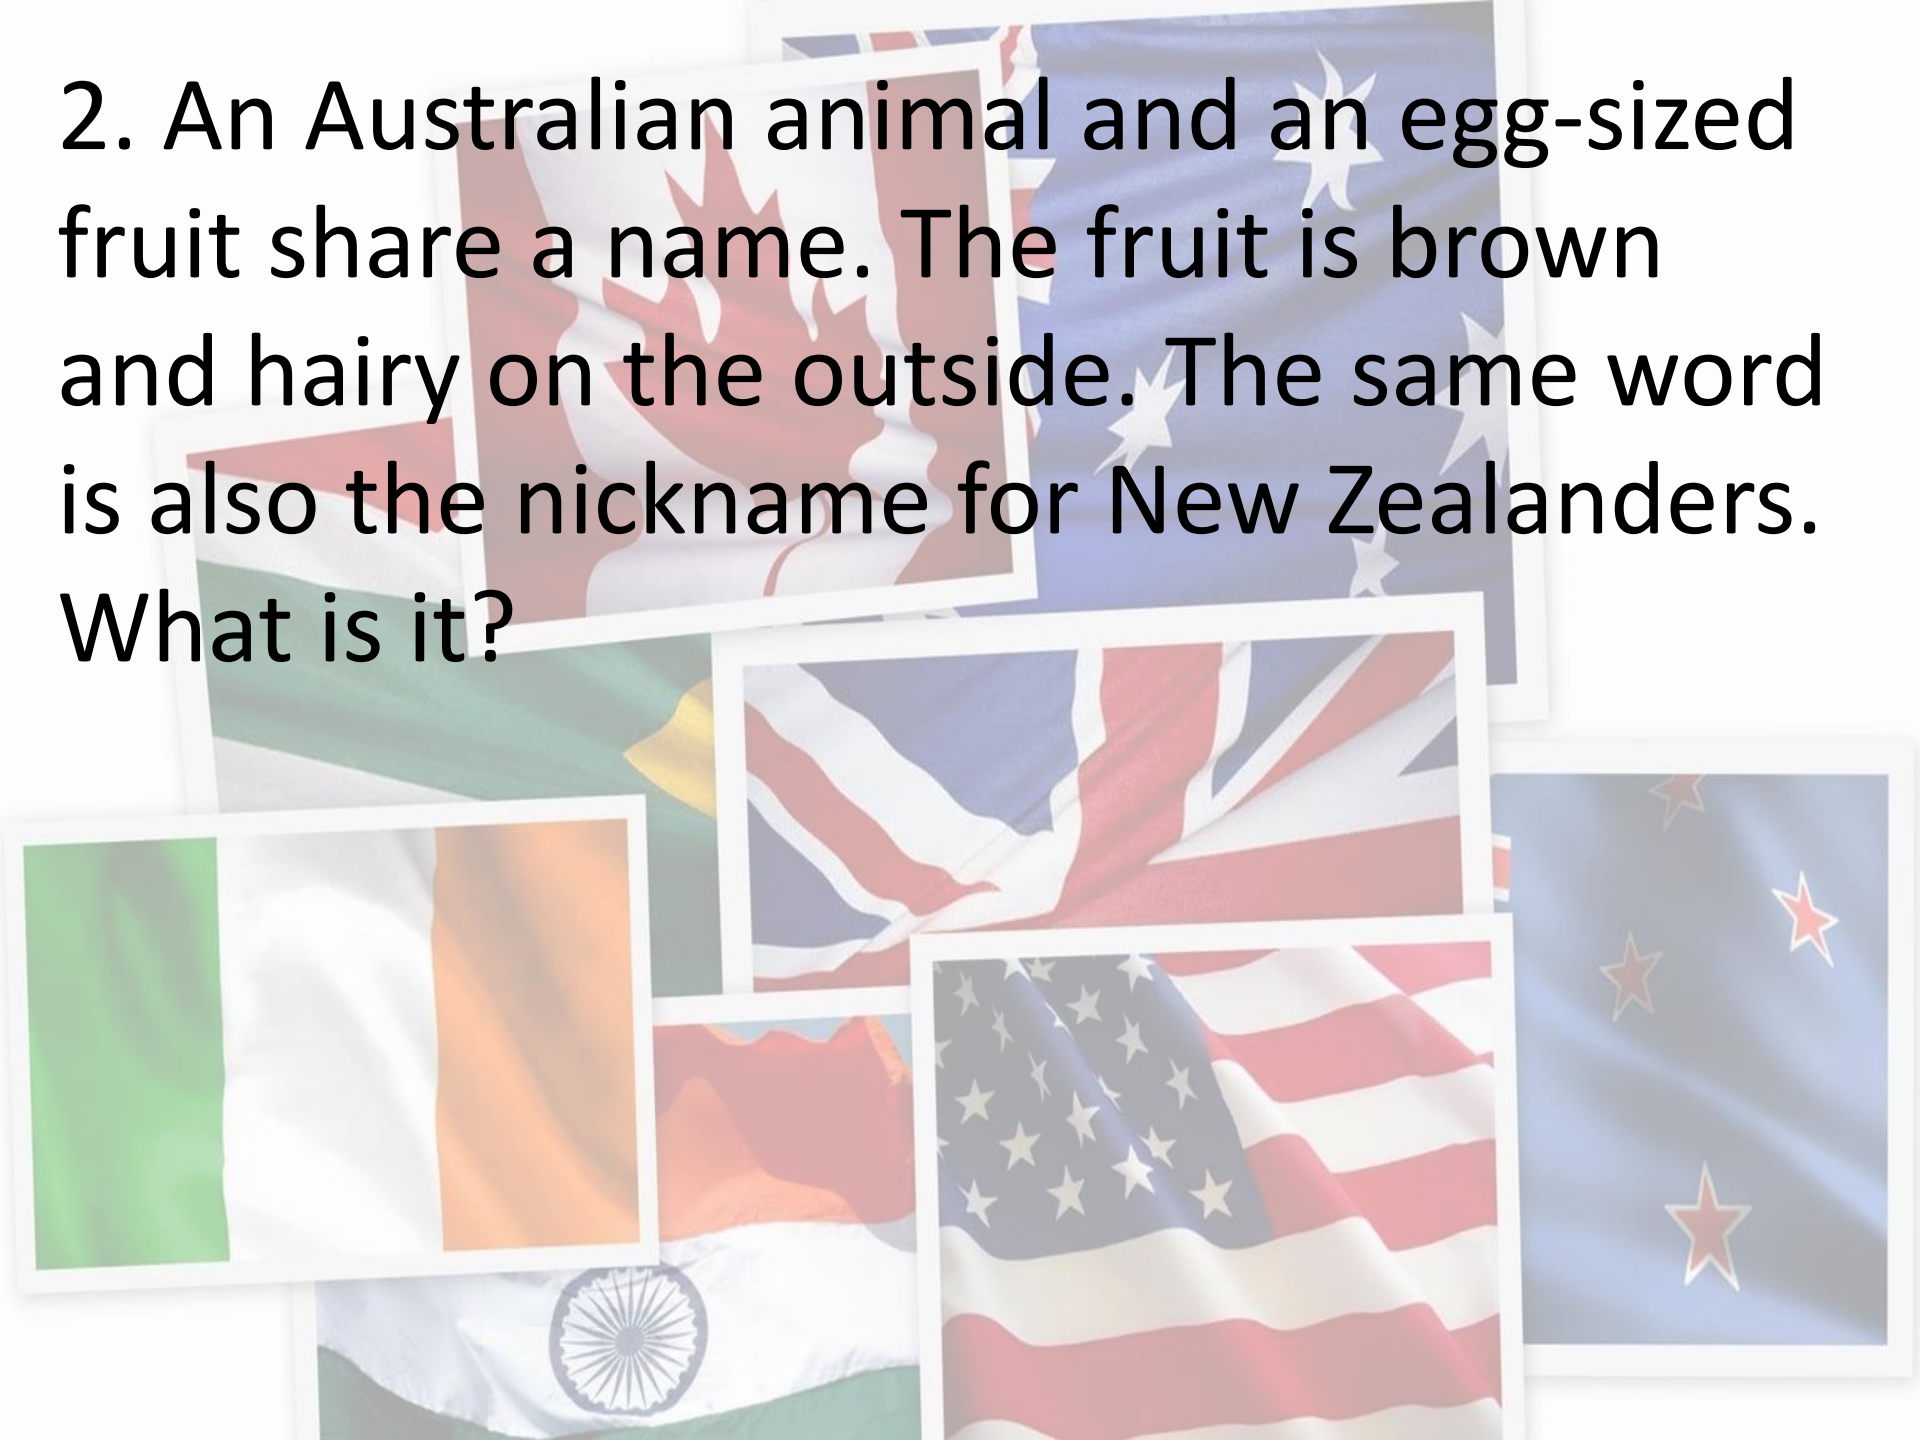 2. An Australian animal and an egg-sized
fruit share a name. The fruit is brown
and hairy on the outside. The same word
is also the nickname for New Zealanders.
What is it?